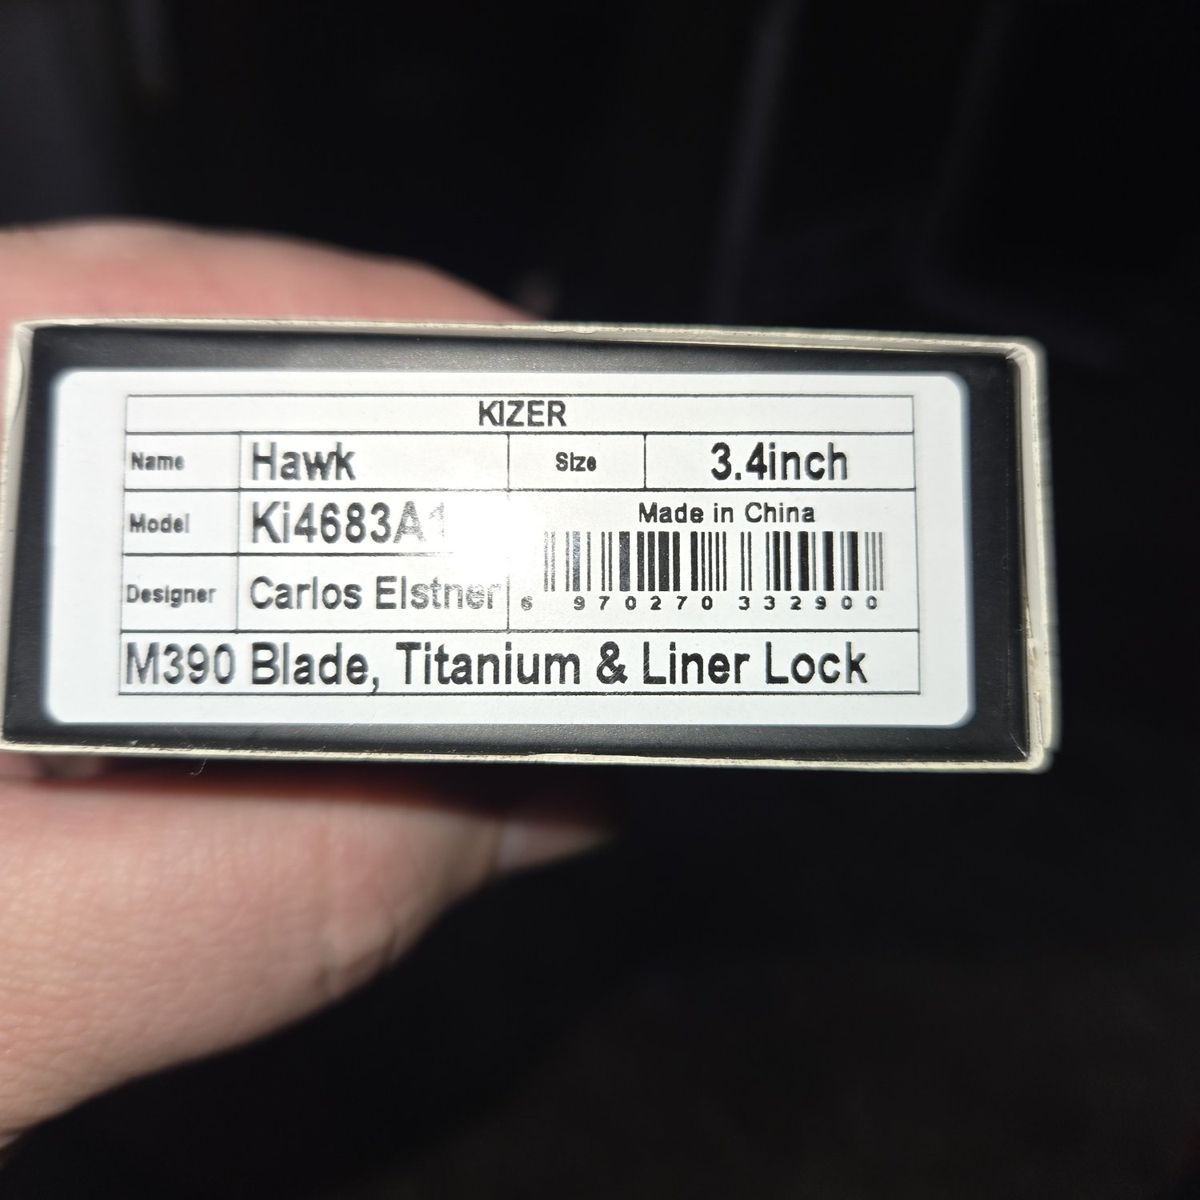 KIZER
Name Hawk Size 3.4inch
Model Ki4683A1
Made in China
Designer Carlos Elstner
6 970270 332900
M390 Blade, Titanium & Liner Lock